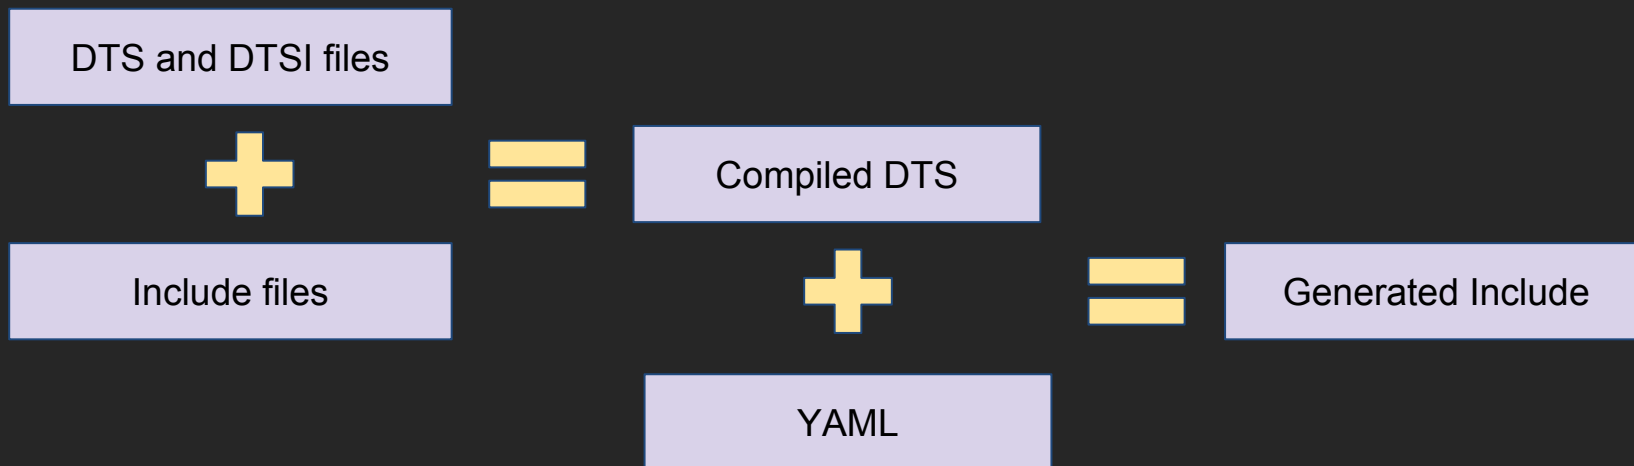 DTS and DTSI files
Include files
Compiled DTS
YAML
Generated Include